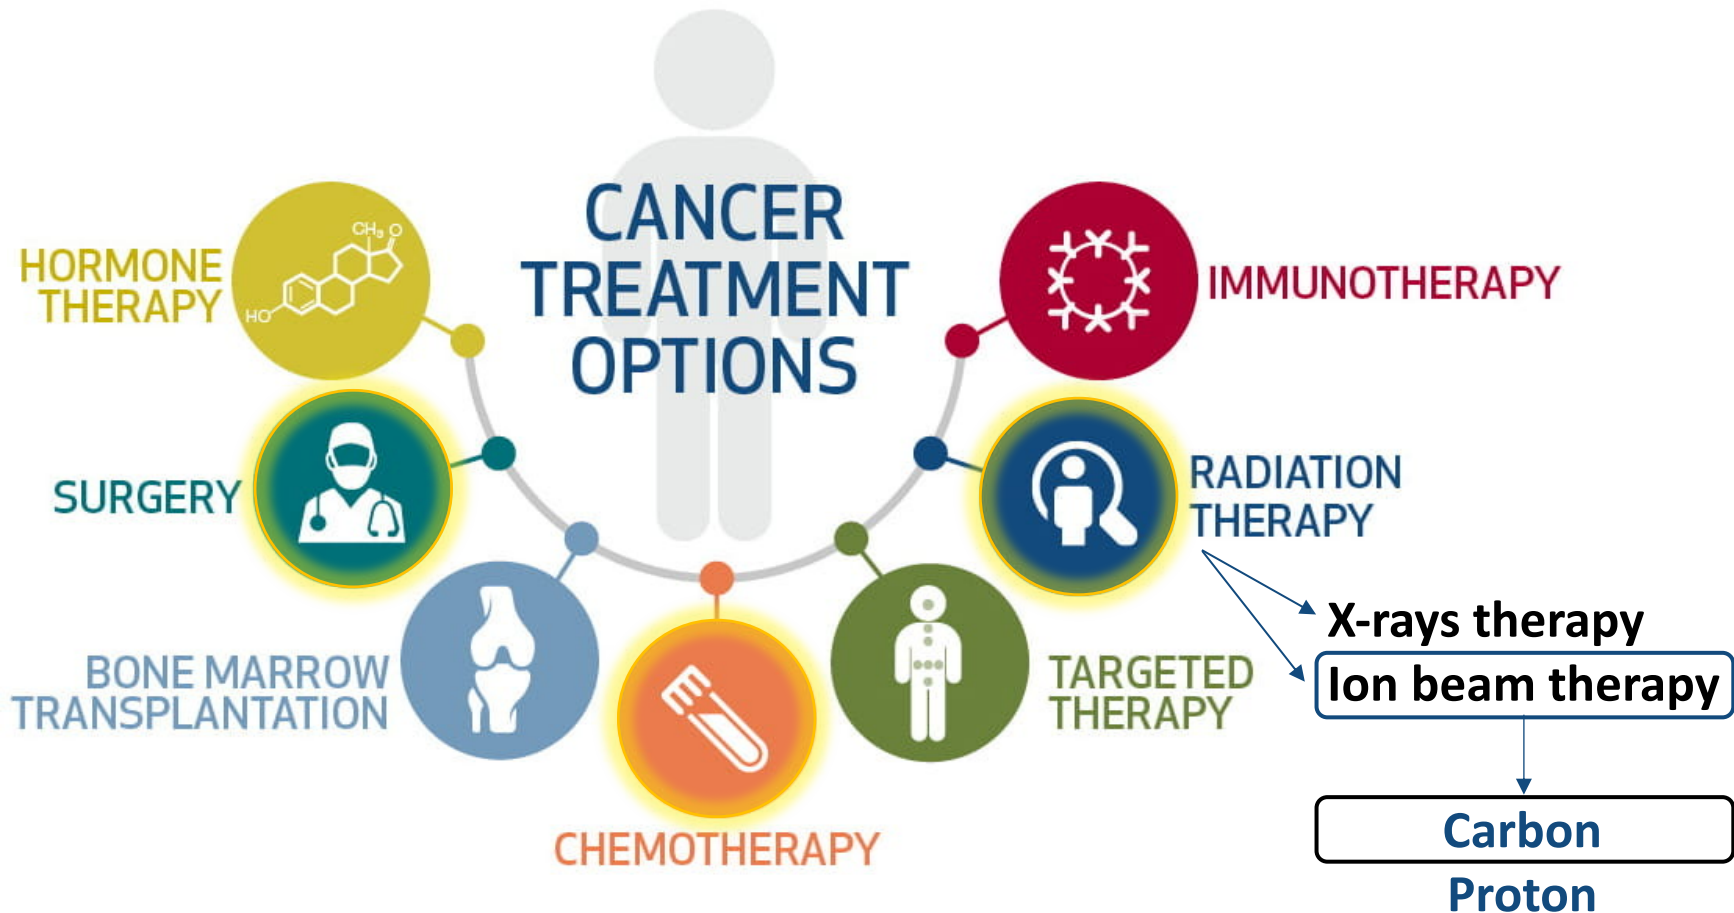 CANCER
TREATMENT
OPTIONS
HORMONE
THERAPY
CH₃ O
HO
SURGERY
BONE MARROW
TRANSPLANTATION
CHEMOTHERAPY
TARGETED
THERAPY
RADIATION
THERAPY
IMMUNOTHERAPY
X-rays therapy
Ion beam therapy
Carbon
Proton